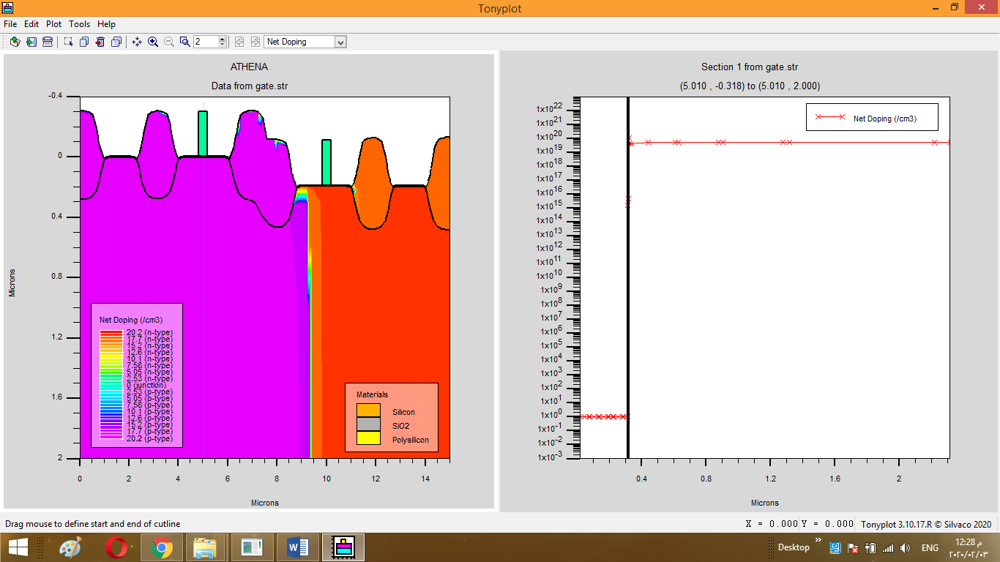 Tonyplot
File Edit Plot Tools Help
2 Net Doping
ATHENA
Data from gate.str
-0.4
0
0.4
0.8
1.2
1.6
2
Microns
0 2 4 6 8 10 12 14
Microns
Net Doping (/cm3)
20.2 (n-type)
17.7 (n-type)
15.2 (n-type)
12.6 (n-type)
10.1 (n-type)
7.58 (n-type)
5.05 (n-type)
2.53 (n-type)
0 (junction)
2.53 (p-type)
5.05 (p-type)
7.58 (p-type)
10.1 (p-type)
12.6 (p-type)
15.2 (p-type)
17.7 (p-type)
20.2 (p-type)
Materials
Silicon
SiO2
Polysilicon
Section 1 from gate.str
(5.010 , -0.318) to (5.010 , 2.000)
Net Doping (/cm3)
1x10^22
1x10^21
1x10^20
1x10^19
1x10^18
1x10^17
1x10^16
1x10^15
1x10^14
1x10^13
1x10^12
1x10^11
1x10^10
1x10^9
1x10^8
1x10^7
1x10^6
1x10^5
1x10^4
1x10^3
1x10^2
1x10^1
1x10^0
1x10^-1
1x10^-2
1x10^-3
0.4 0.8 1.2 1.6 2
Microns
Drag mouse to define start and end of cutline
X = 0.000 Y = 0.000 Tonyplot 3.10.17.R © Silvaco 2020
Desktop ENG
12:28 م
٢٠٢٠/٠٢/٠٣